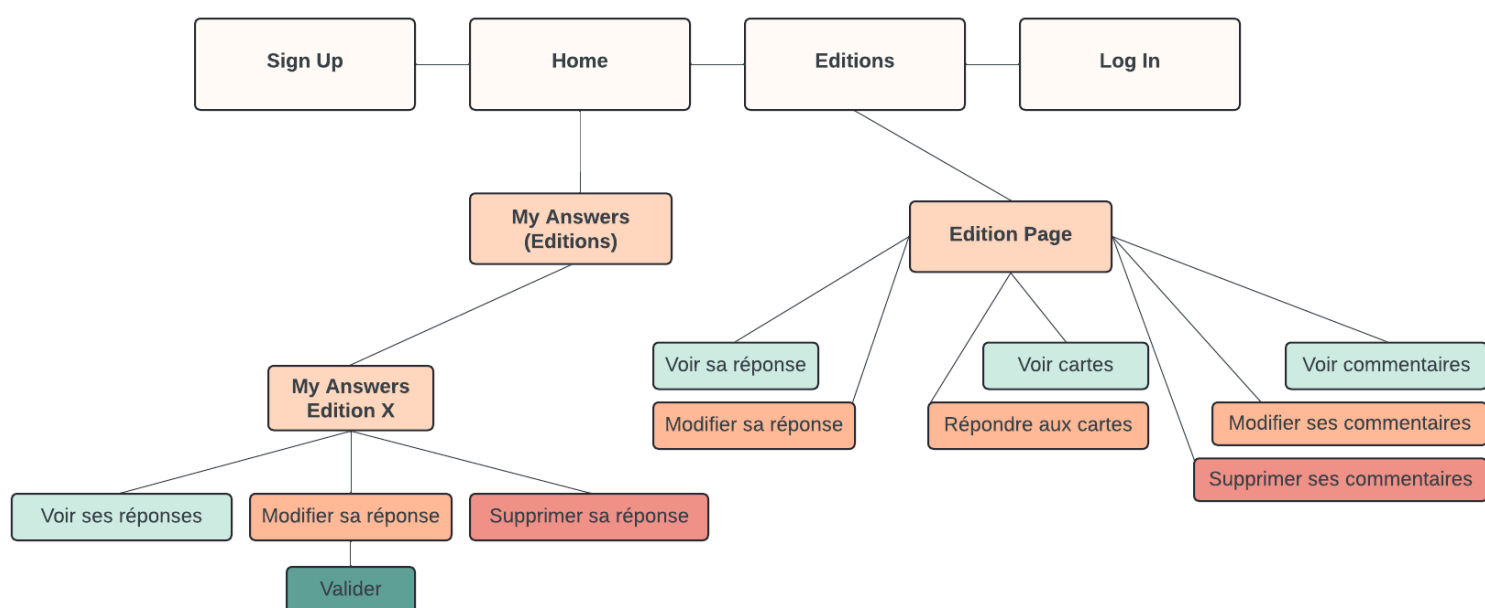 Sign Up
Home
Editions
Log In
My Answers
(Editions)
Edition Page
My Answers
Edition X
Voir sa réponse
Modifier sa réponse
Voir cartes
Répondre aux cartes
Voir commentaires
Modifier ses commentaires
Supprimer ses commentaires
Voir ses réponses
Modifier sa réponse
Supprimer sa réponse
Valider